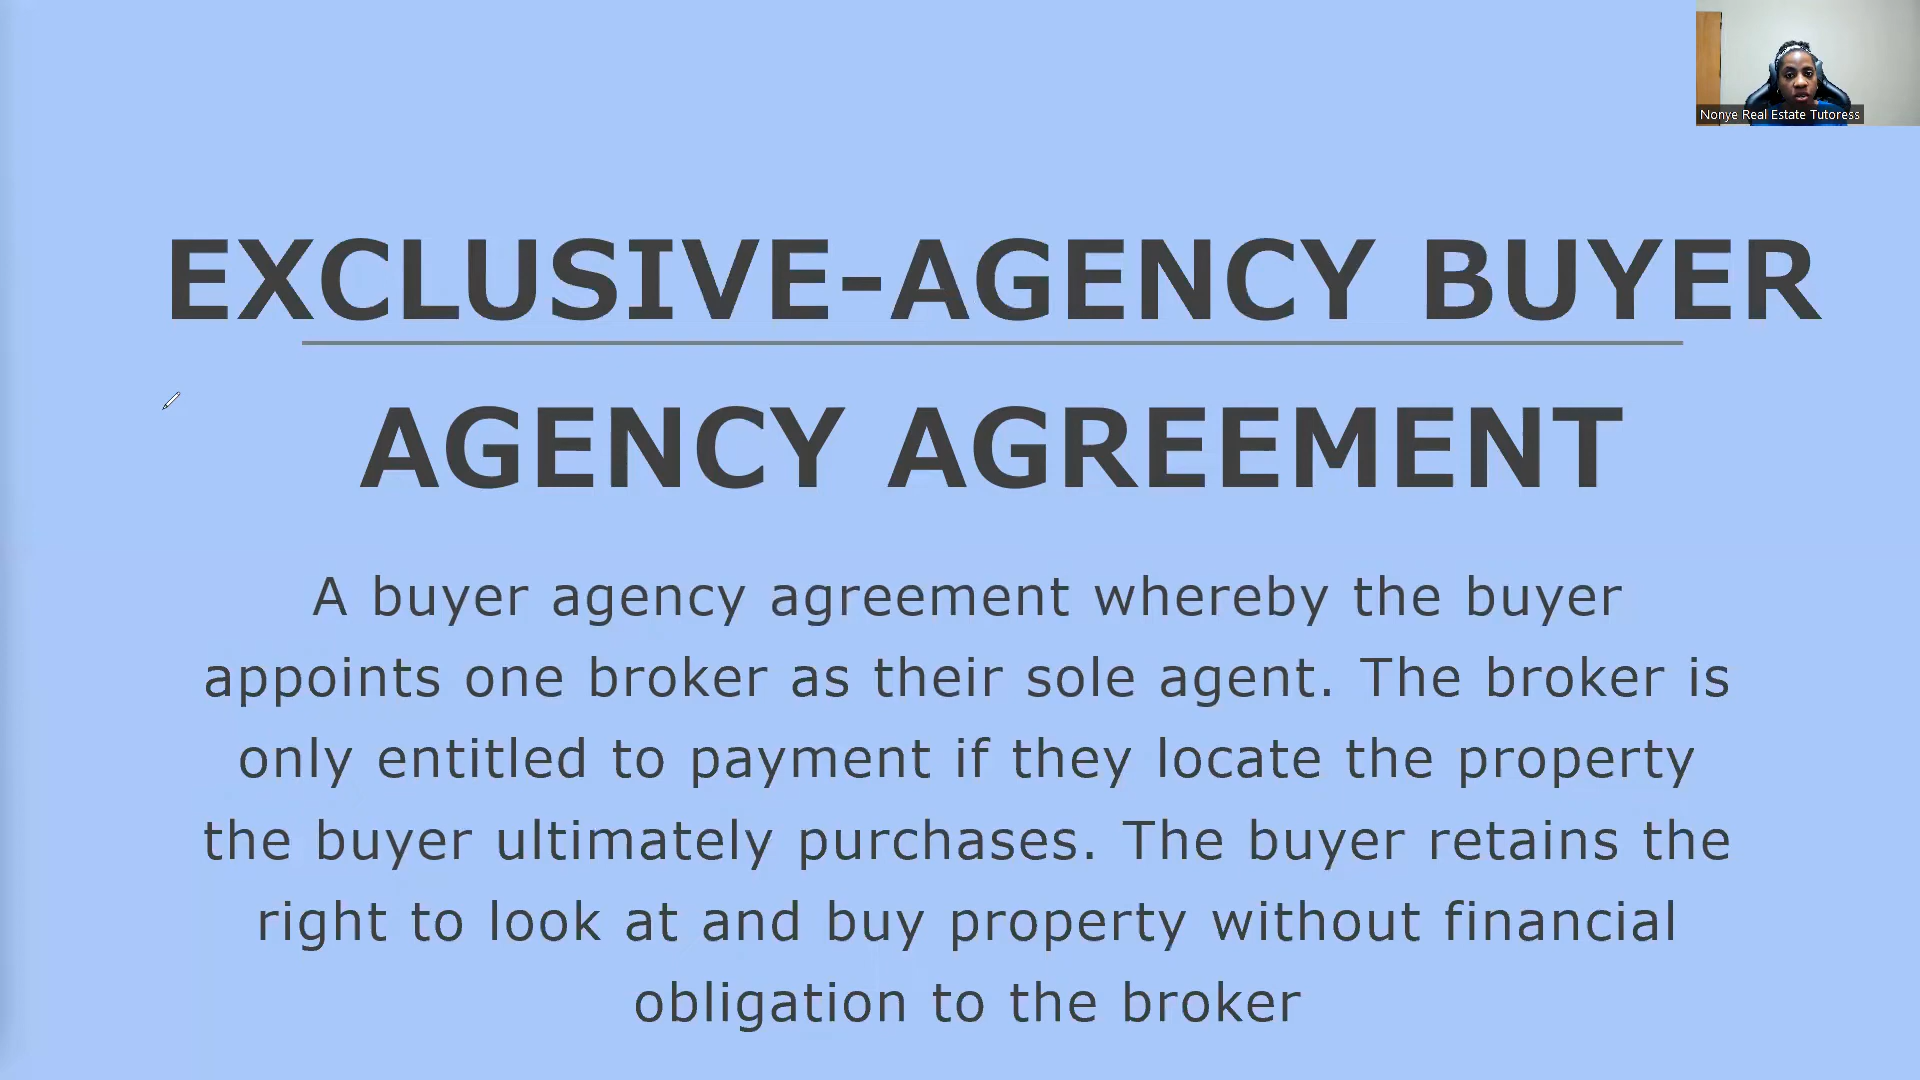 Nonye Real Estate Tutoress
EXCLUSIVE-AGENCY BUYER
AGENCY AGREEMENT
A buyer agency agreement whereby the buyer
appoints one broker as their sole agent. The broker is
only entitled to payment if they locate the property
the buyer ultimately purchases. The buyer retains the
right to look at and buy property without financial
obligation to the broker